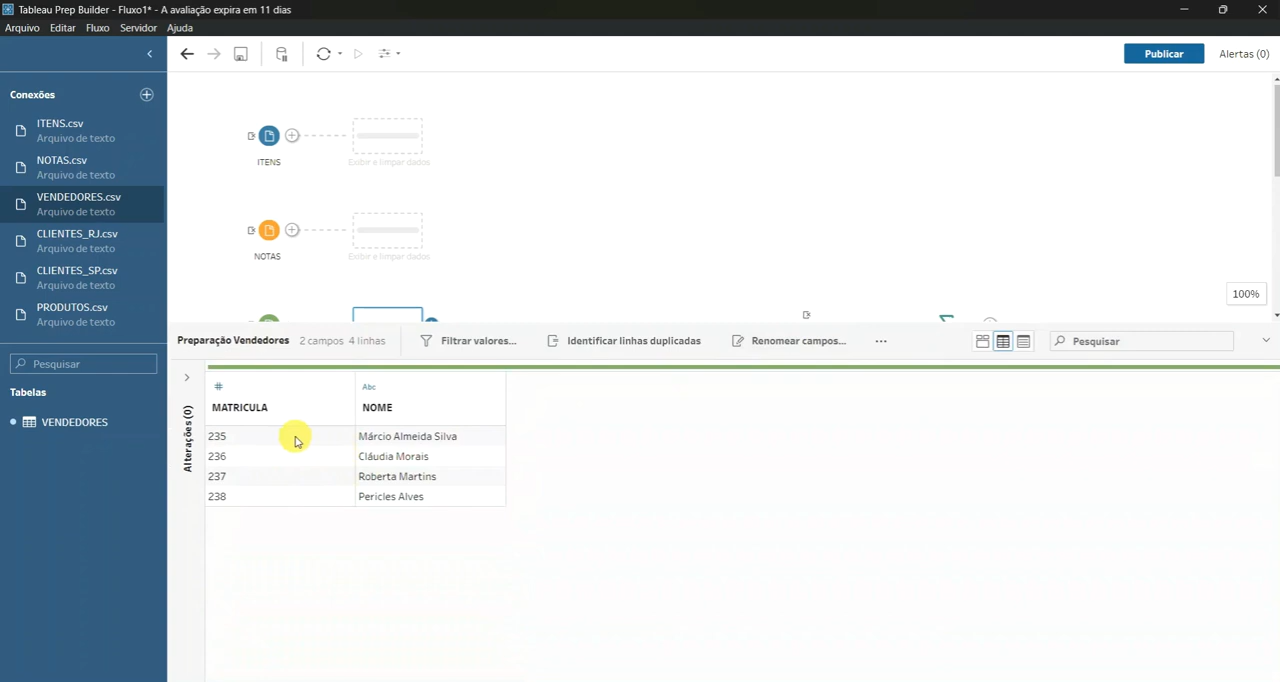 Tableau Prep Builder - Fluxo1* - A avaliação expira em 11 dias
Arquivo Editar Fluxo Servidor Ajuda
Publicar Alertas (0)
Conexões
ITENS.csv
Arquivo de texto
NOTAS.csv
Arquivo de texto
VENDEDORES.csv
Arquivo de texto
CLIENTES_RJ.csv
Arquivo de texto
CLIENTES_SP.csv
Arquivo de texto
PRODUTOS.csv
Arquivo de texto
Pesquisar
Tabelas
VENDEDORES
ITENS
Exibir e limpar dados
NOTAS
Exibir e limpar dados
100%
Preparação Vendedores 2 campos 4 linhas Filtrar valores... Identificar linhas duplicadas Renomear campos... ... Pesquisar
Alterações (0)
# Abc
MATRICULA NOME
235 Márcio Almeida Silva
236 Cláudia Morais
237 Roberta Martins
238 Pericles Alves